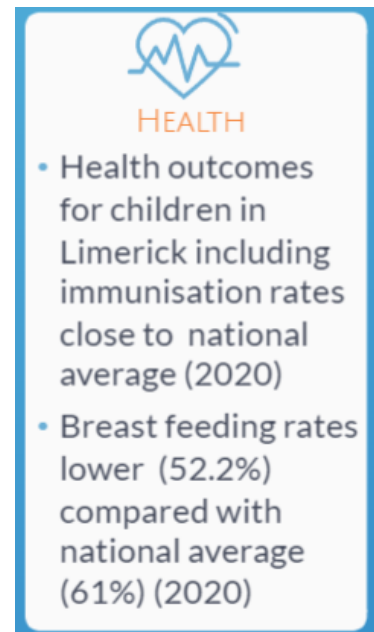 HEALTH
• Health outcomes
for children in
Limerick including
immunisation rates
close to  national
average (2020)
• Breast feeding rates
lower  (52.2%)
compared with
national average
(61%) (2020)